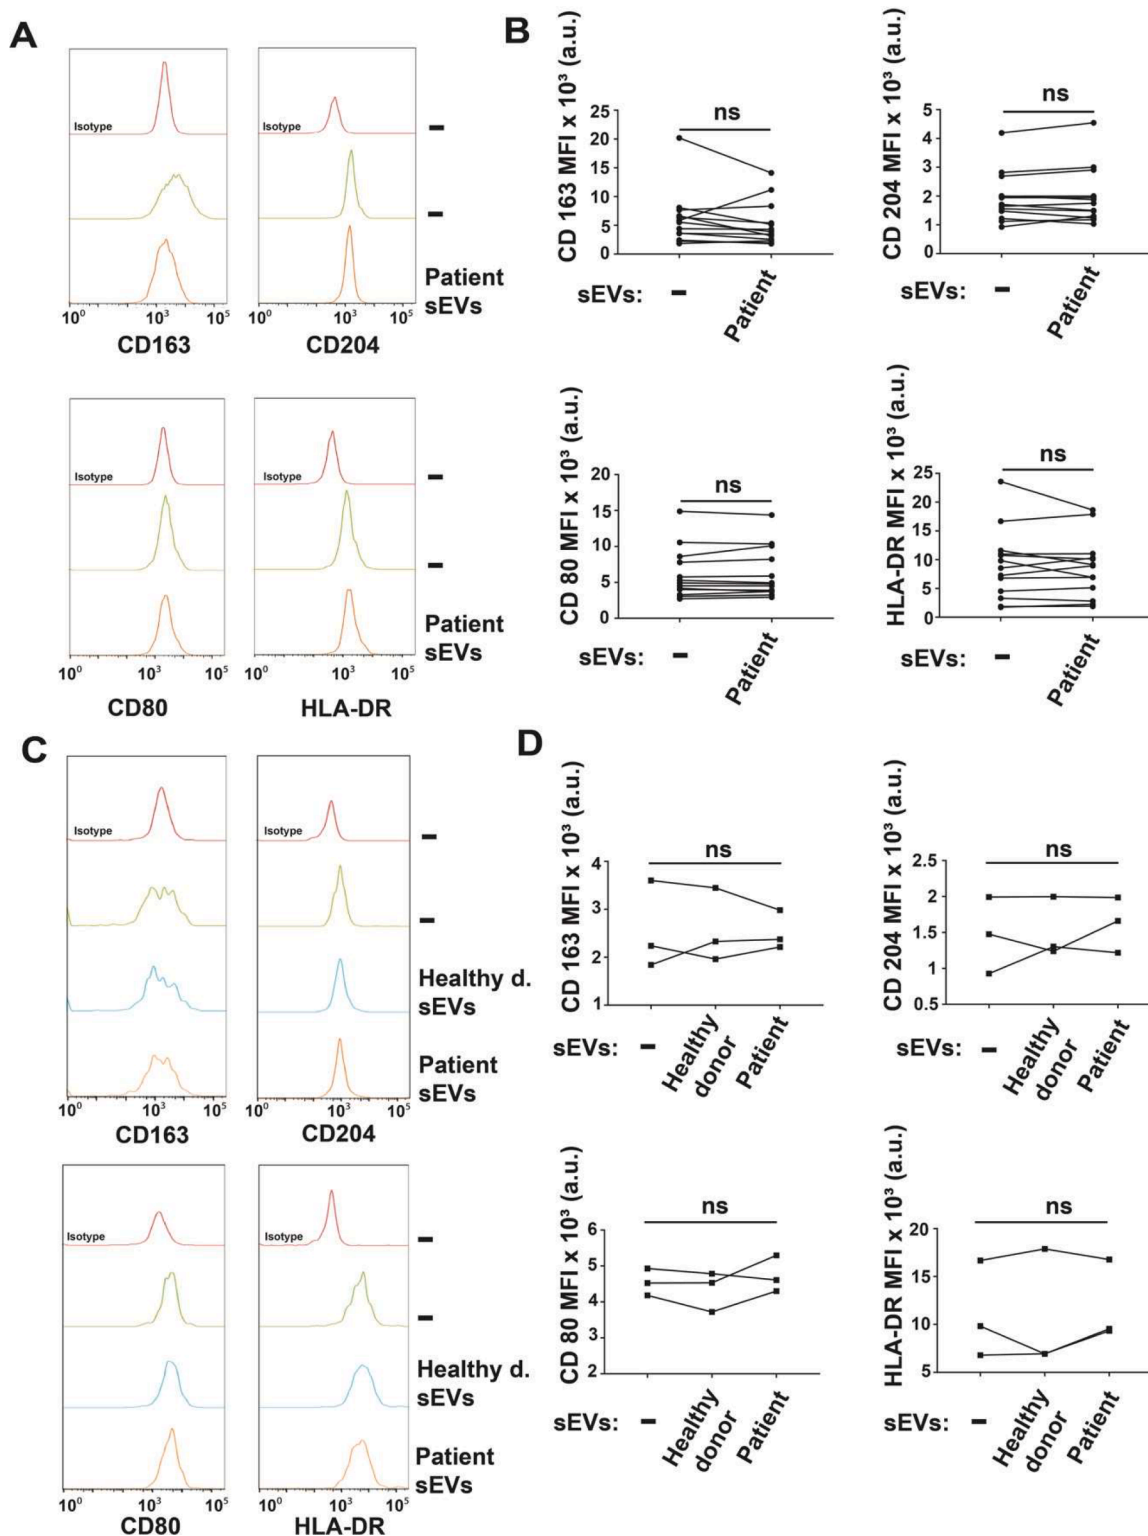 A
Isotype
Isotype
–
–
Patient
sEVs
10⁰ 10³ 10⁵
10⁰ 10³ 10⁵
CD163
CD204
Isotype
Isotype
–
–
Patient
sEVs
10⁰ 10³ 10⁵
10⁰ 10³ 10⁵
CD80
HLA-DR
B
CD 163 MFI x 10³ (a.u.)
25
20
15
10
5
0
ns
sEVs:
–
Patient
CD 204 MFI x 10³ (a.u.)
5
4
3
2
1
0
ns
sEVs:
–
Patient
CD 80 MFI x 10³ (a.u.)
20
15
10
5
0
ns
sEVs:
–
Patient
HLA-DR MFI x 10³ (a.u.)
25
20
15
10
5
0
ns
sEVs:
–
Patient
C
Isotype
Isotype
–
–
Healthy d.
sEVs
Patient
sEVs
10⁰ 10³ 10⁵
10⁰ 10³ 10⁵
CD163
CD204
Isotype
Isotype
–
–
Healthy d.
sEVs
Patient
sEVs
10⁰ 10³ 10⁵
10⁰ 10³ 10⁵
CD80
HLA-DR
D
CD 163 MFI x 10³ (a.u.)
4
3
2
1
ns
sEVs:
–
Healthy
donor
Patient
CD 204 MFI x 10³ (a.u.)
2.5
2
1.5
1
0.5
ns
sEVs:
–
Healthy
donor
Patient
CD 80 MFI x 10³ (a.u.)
6
5
4
3
2
ns
sEVs:
–
Healthy
donor
Patient
HLA-DR MFI x 10³ (a.u.)
20
15
10
5
ns
sEVs:
–
Healthy
donor
Patient